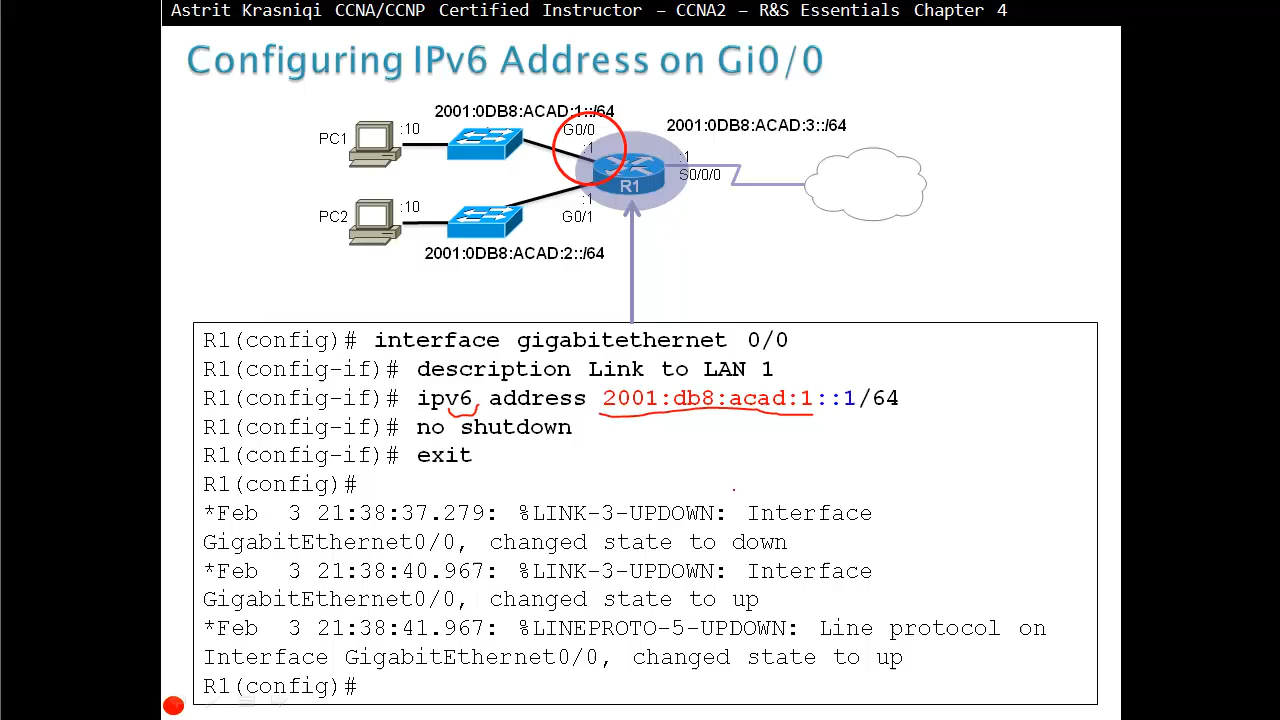 Astrit Krasniqi CCNA/CCNP Certified Instructor – CCNA2 – R&S Essentials Chapter 4
Configuring IPv6 Address on Gi0/0
2001:0DB8:ACAD:1::/64
PC1
:10
G0/0
:1
2001:0DB8:ACAD:3::/64
:1
S0/0/0
R1
PC2
:10
:1
G0/1
2001:0DB8:ACAD:2::/64
R1(config)# interface gigabitethernet 0/0
R1(config-if)# description Link to LAN 1
R1(config-if)# ipv6 address 2001:db8:acad:1::1/64
R1(config-if)# no shutdown
R1(config-if)# exit
R1(config)#
*Feb 3 21:38:37.279: %LINK-3-UPDOWN: Interface
GigabitEthernet0/0, changed state to down
*Feb 3 21:38:40.967: %LINK-3-UPDOWN: Interface
GigabitEthernet0/0, changed state to up
*Feb 3 21:38:41.967: %LINEPROTO-5-UPDOWN: Line protocol on
Interface GigabitEthernet0/0, changed state to up
R1(config)#